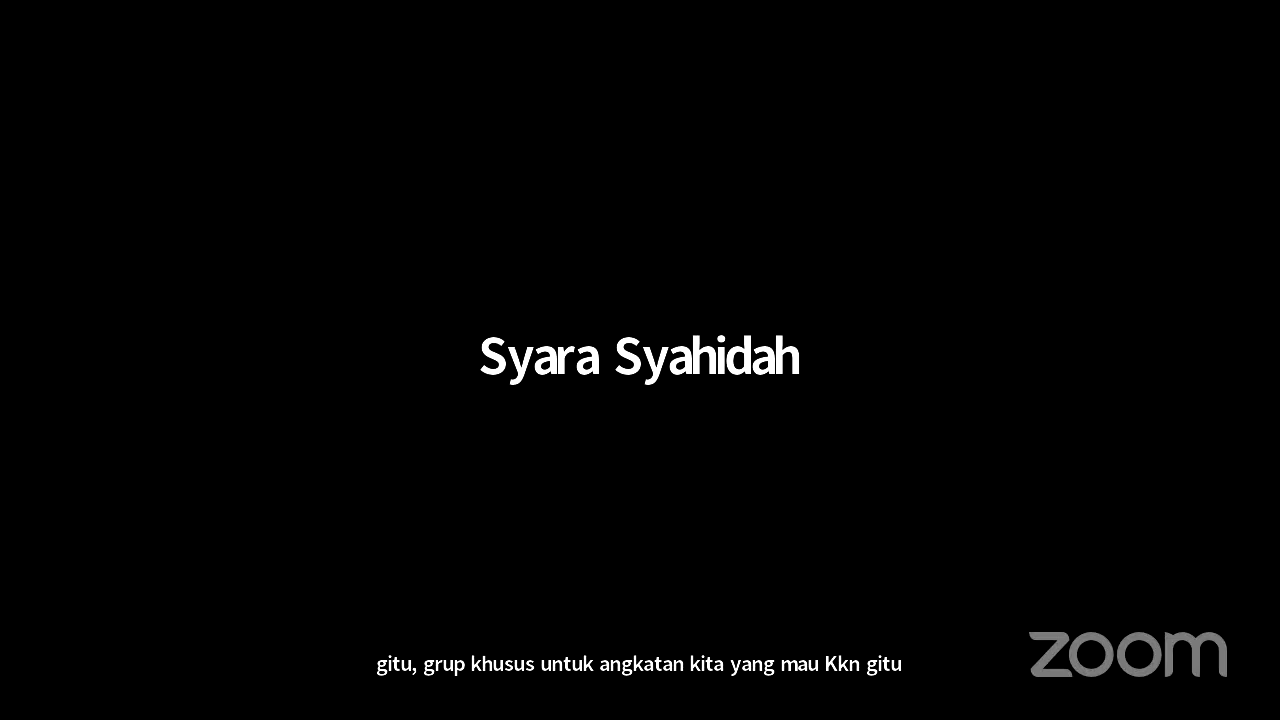 Syara Syahidah
gitu, grup khusus untuk angkatan kita yang mau Kkn gitu
zoom